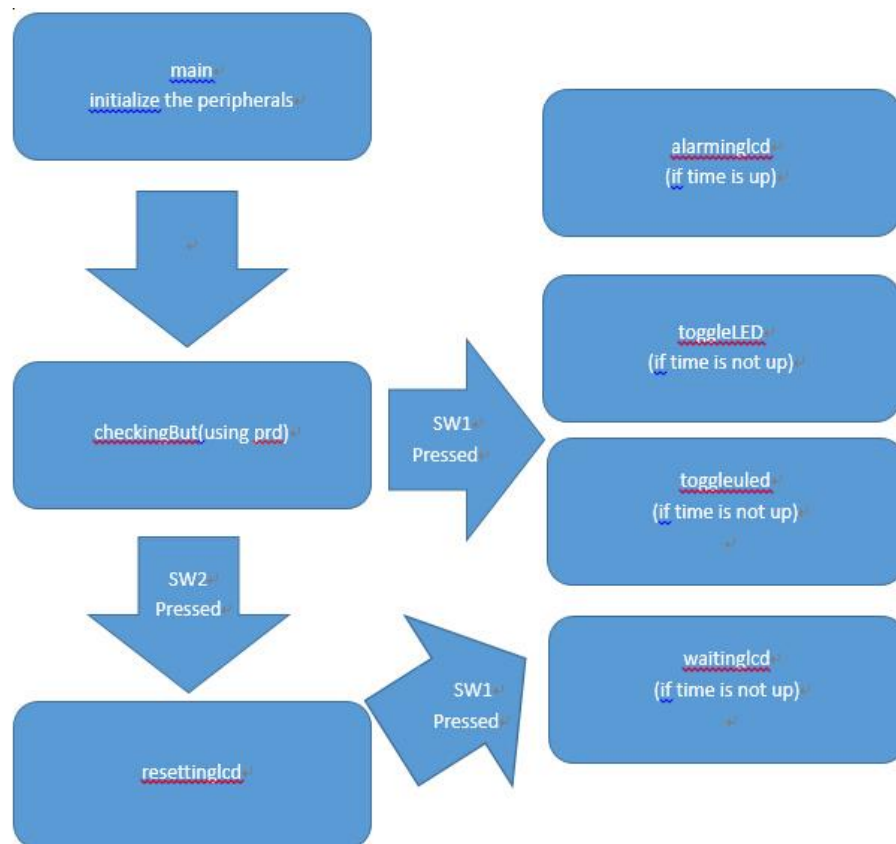 main
initialize the peripherals
alarminglcd
(if time is up)
toggleLED
(if time is not up)
checkingBut(using prd)
SW1
Pressed
toggleuled
(if time is not up)
SW2
Pressed
waitinglcd
(if time is not up)
SW1
Pressed
resettinglcd